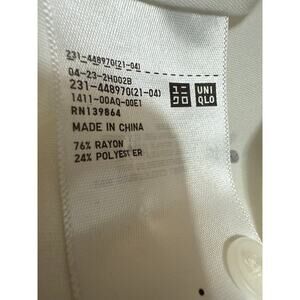 231-448970(21-04)
04-23-2H002B
231-448970(21-04)
1411-00AQ-00E1
RN139864
MADE IN CHINA
76% RAYON
24% POLYESTER
ユニ
クロ
UNI
QLO